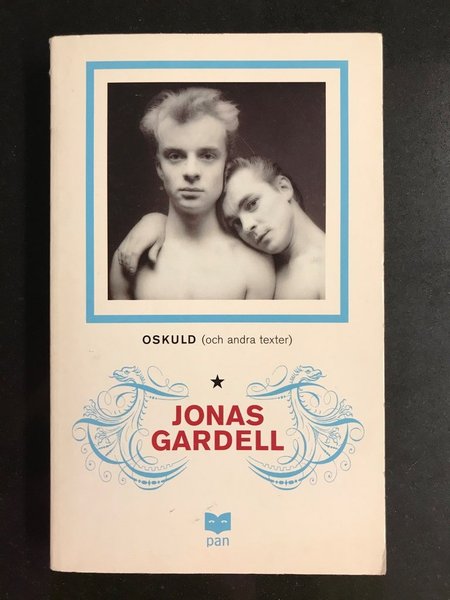 OSKULD (och andra texter)
JONAS
GARDELL
pan